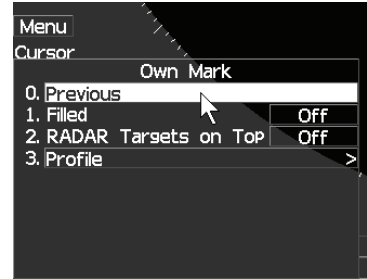 Menu
Cursor
Own Mark
0. Previous
1. Filled Off
2. RADAR Targets on Top Off
3. Profile >